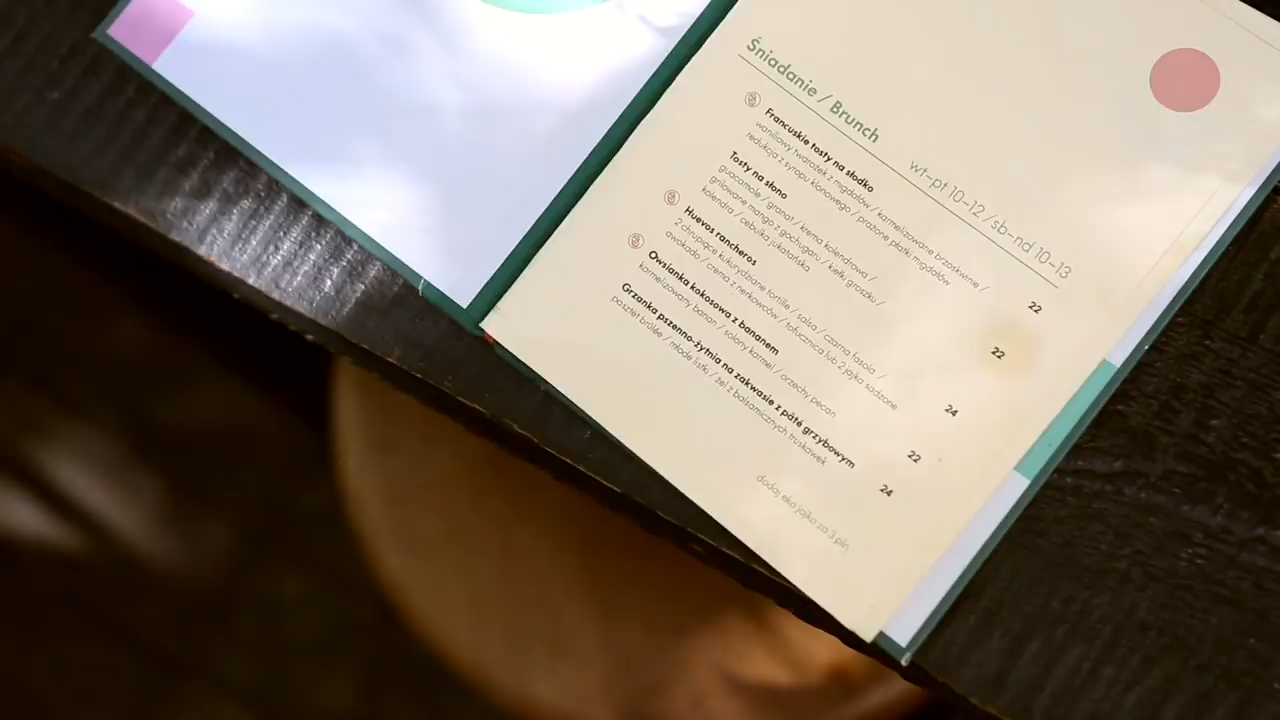 Śniadanie / Brunch
wt-pt 10-12 / sb-nd 10-13
Francuskie tosty na słodko
waniliowy twarożek z migdałów / karmelizowane brzoskwinie /
redukcja z syropu klonowego / prażone płatki migdałów
22
Tosty na słono
guacamole / granat / krema kolendrowa /
grillowane mango z gochugaru / kiełki groszku /
kolendra / cebulka jukatańska
22
Huevos rancheros
2 chrupiące kukurydziane tortille / salsa / czarna fasola /
awokado / crema z nerkowców / tofucznica lub 2 jajka sadzone
24
Owsianka kokosowa z bananem
karmelizowany banan / solony karmel / orzechy pecan
22
Grzanka pszenno-żytnia na zakwasie z pâté grzybowym
pasztet brûlée / młode listki / żel z balsamicznych truskawek
24
dodaj eko jajko za 3 pln